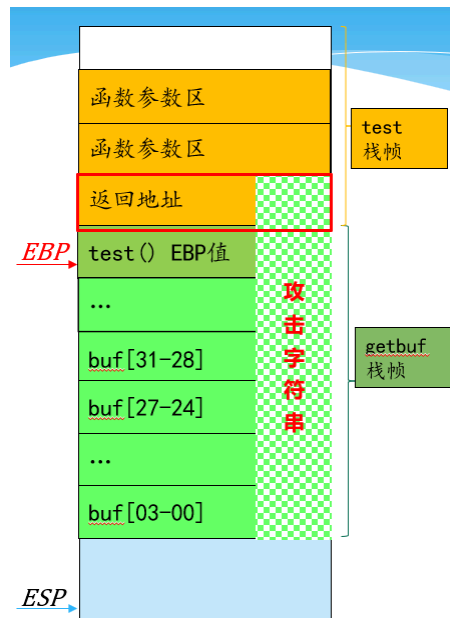 函数参数区
函数参数区
返回地址
test
栈帧
EBP
test() EBP值
攻击字符串
…
buf[31-28]
buf[27-24]
…
buf[03-00]
getbuf
栈帧
ESP